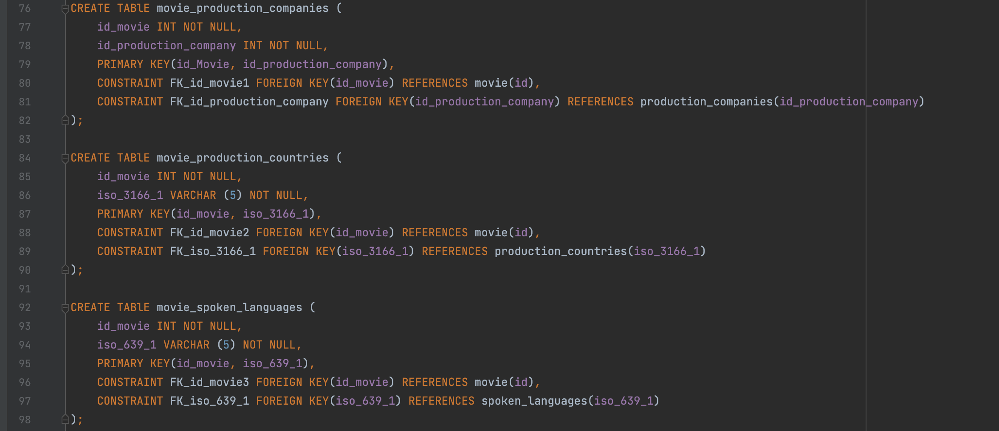 76 CREATE TABLE movie_production_companies (
77     id_movie INT NOT NULL,
78     id_production_company INT NOT NULL,
79     PRIMARY KEY(id_Movie, id_production_company),
80     CONSTRAINT FK_id_movie1 FOREIGN KEY(id_movie) REFERENCES movie(id),
81     CONSTRAINT FK_id_production_company FOREIGN KEY(id_production_company) REFERENCES production_companies(id_production_company)
82 );
83
84 CREATE TABLE movie_production_countries (
85     id_movie INT NOT NULL,
86     iso_3166_1 VARCHAR (5) NOT NULL,
87     PRIMARY KEY(id_movie, iso_3166_1),
88     CONSTRAINT FK_id_movie2 FOREIGN KEY(id_movie) REFERENCES movie(id),
89     CONSTRAINT FK_iso_3166_1 FOREIGN KEY(iso_3166_1) REFERENCES production_countries(iso_3166_1)
90 );
91
92 CREATE TABLE movie_spoken_languages (
93     id_movie INT NOT NULL,
94     iso_639_1 VARCHAR (5) NOT NULL,
95     PRIMARY KEY(id_movie, iso_639_1),
96     CONSTRAINT FK_id_movie3 FOREIGN KEY(id_movie) REFERENCES movie(id),
97     CONSTRAINT FK_iso_639_1 FOREIGN KEY(iso_639_1) REFERENCES spoken_languages(iso_639_1)
98 );